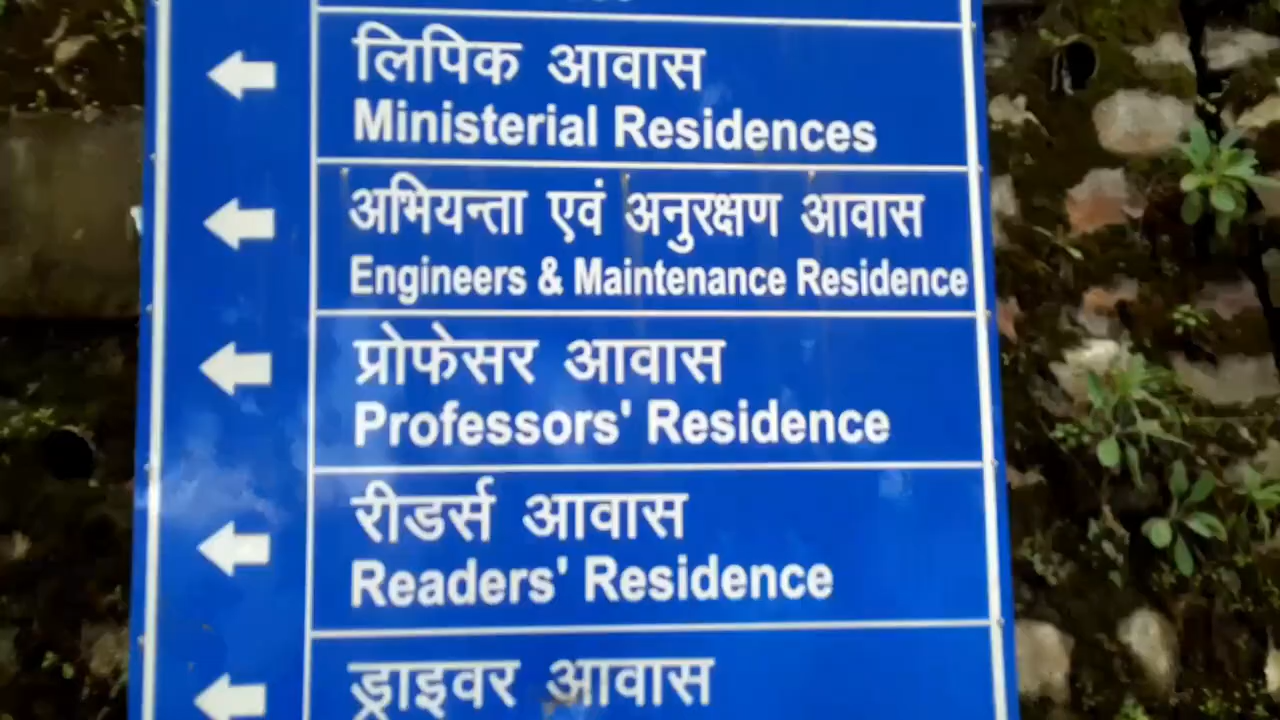 लिपिक आवास
Ministerial Residences
अभियन्ता एवं अनुरक्षण आवास
Engineers & Maintenance Residence
प्रोफेसर आवास
Professors' Residence
रीडर्स आवास
Readers' Residence
ड्राइवर आवास